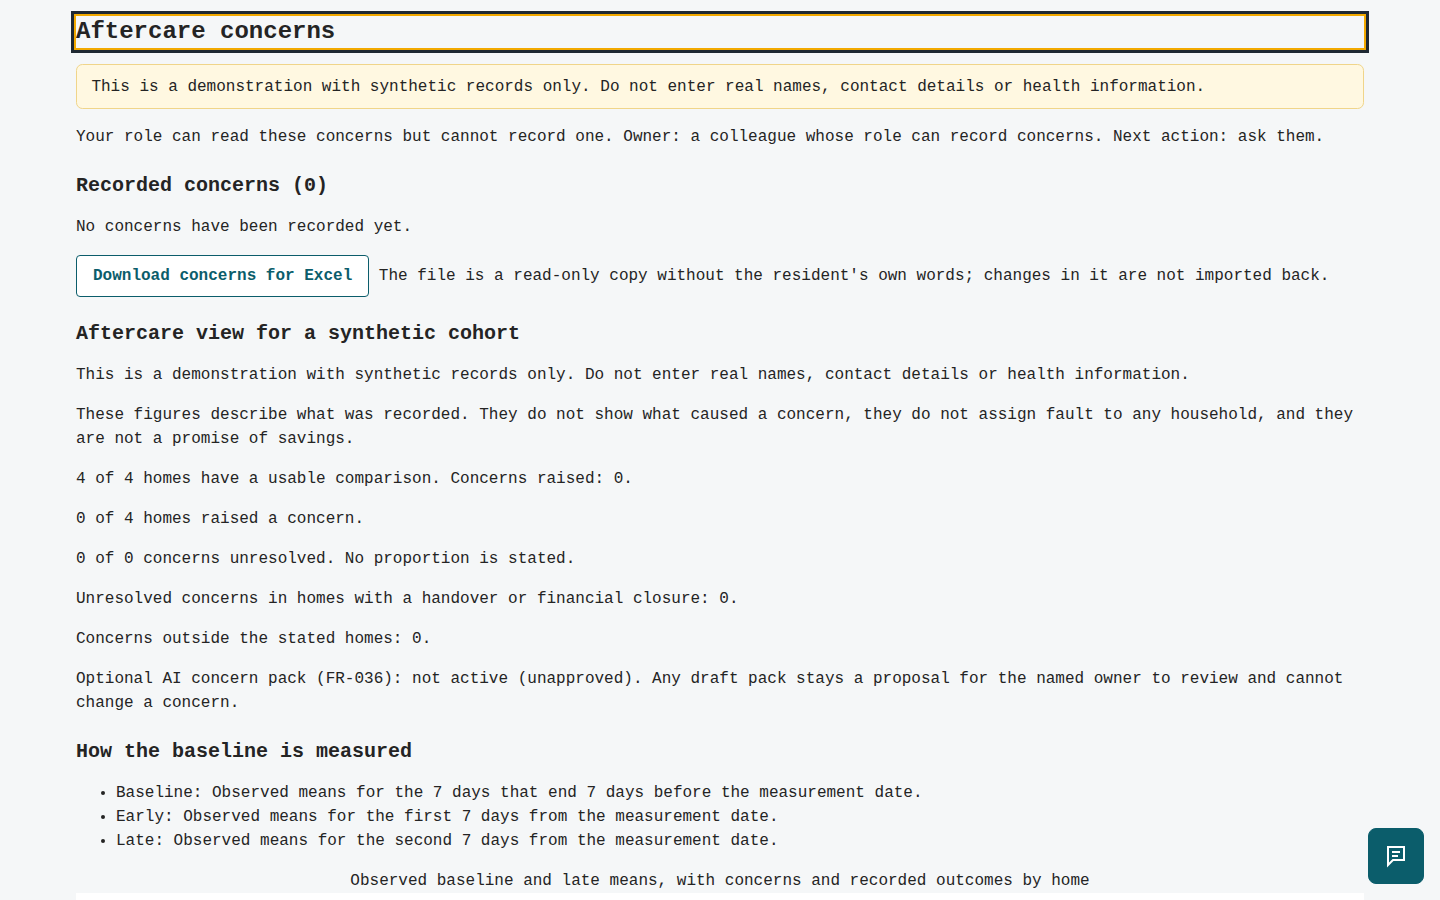 Aftercare concerns
This is a demonstration with synthetic records only. Do not enter real names, contact details or health information.
Your role can read these concerns but cannot record one. Owner: a colleague whose role can record concerns. Next action: ask them.
Recorded concerns (0)
No concerns have been recorded yet.
Download concerns for Excel The file is a read-only copy without the resident's own words; changes in it are not imported back.
Aftercare view for a synthetic cohort
This is a demonstration with synthetic records only. Do not enter real names, contact details or health information.
These figures describe what was recorded. They do not show what caused a concern, they do not assign fault to any household, and they
are not a promise of savings.
4 of 4 homes have a usable comparison. Concerns raised: 0.
0 of 4 homes raised a concern.
0 of 0 concerns unresolved. No proportion is stated.
Unresolved concerns in homes with a handover or financial closure: 0.
Concerns outside the stated homes: 0.
Optional AI concern pack (FR-036): not active (unapproved). Any draft pack stays a proposal for the named owner to review and cannot
change a concern.
How the baseline is measured
• Baseline: Observed means for the 7 days that end 7 days before the measurement date.
• Early: Observed means for the first 7 days from the measurement date.
• Late: Observed means for the second 7 days from the measurement date.
Observed baseline and late means, with concerns and recorded outcomes by home